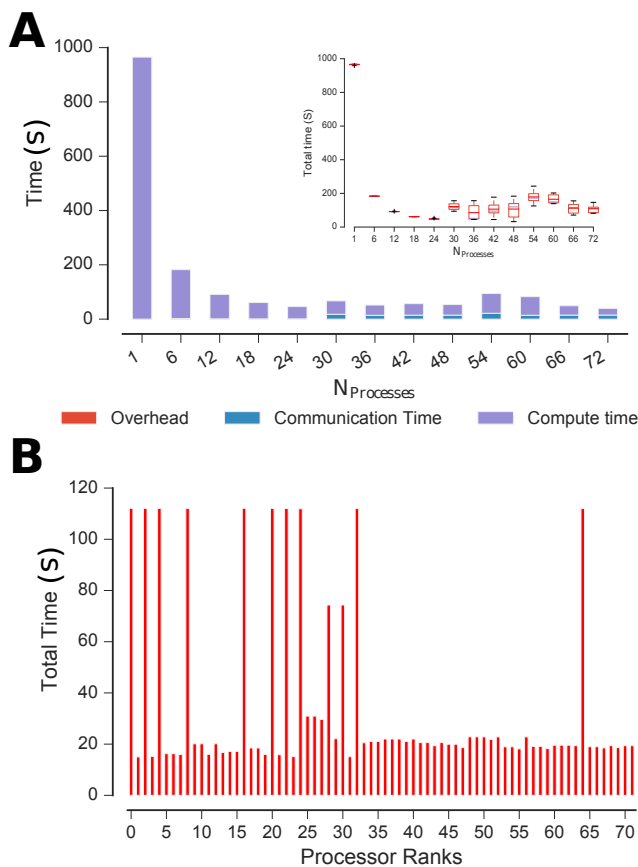 A
1000
800
600
400
200
0
Time (S)
1 6 12 18 24 30 36 42 48 54 60 66 72
N Processes
1000
800
600
400
200
0
Total time (S)
1 6 12 18 24 30 36 42 48 54 60 66 72
N Processes
Overhead Communication Time Compute time
B
120
100
80
60
40
20
0
Total Time (S)
0 5 10 15 20 25 30 35 40 45 50 55 60 65 70
Processor Ranks